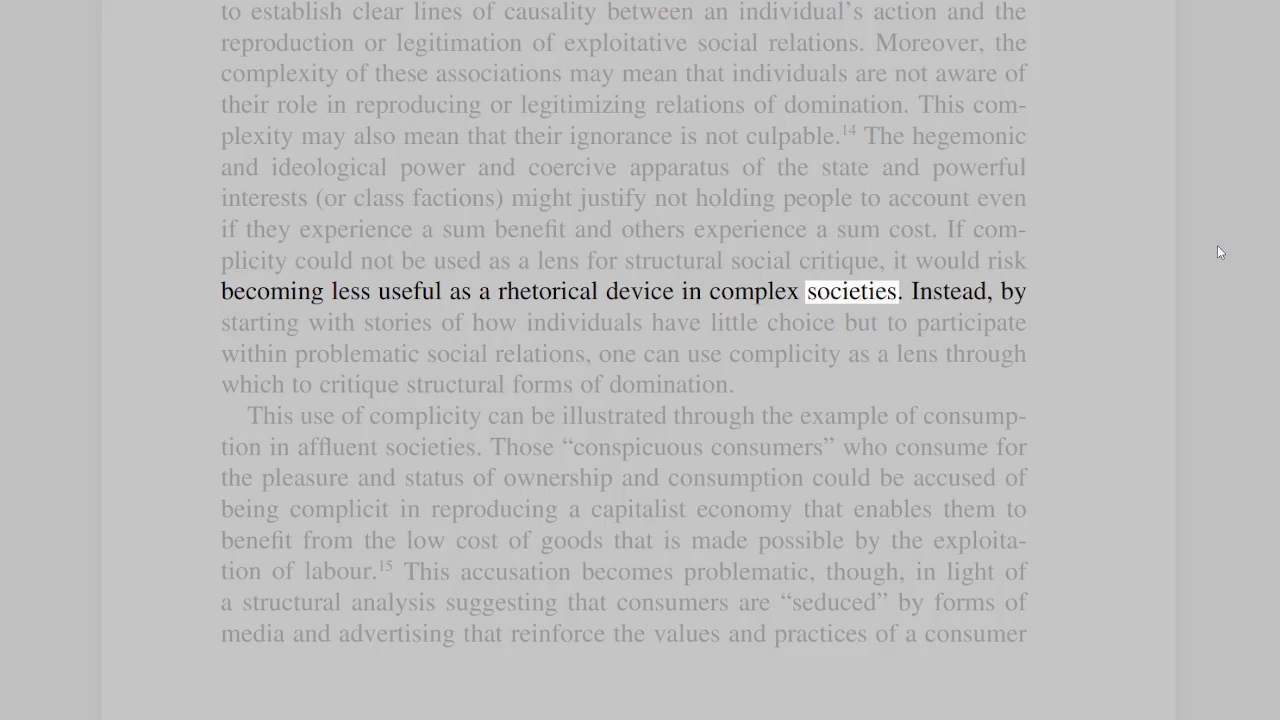 to establish clear lines of causality between an individual’s action and the
reproduction or legitimation of exploitative social relations. Moreover, the
complexity of these associations may mean that individuals are not aware of
their role in reproducing or legitimizing relations of domination. This com-
plexity may also mean that their ignorance is not culpable.14 The hegemonic
and ideological power and coercive apparatus of the state and powerful
interests (or class factions) might justify not holding people to account even
if they experience a sum benefit and others experience a sum cost. If com-
plicity could not be used as a lens for structural social critique, it would risk
becoming less useful as a rhetorical device in complex societies. Instead, by
starting with stories of how individuals have little choice but to participate
within problematic social relations, one can use complicity as a lens through
which to critique structural forms of domination.
This use of complicity can be illustrated through the example of consump-
tion in affluent societies. Those “conspicuous consumers” who consume for
the pleasure and status of ownership and consumption could be accused of
being complicit in reproducing a capitalist economy that enables them to
benefit from the low cost of goods that is made possible by the exploita-
tion of labour.15 This accusation becomes problematic, though, in light of
a structural analysis suggesting that consumers are “seduced” by forms of
media and advertising that reinforce the values and practices of a consumer